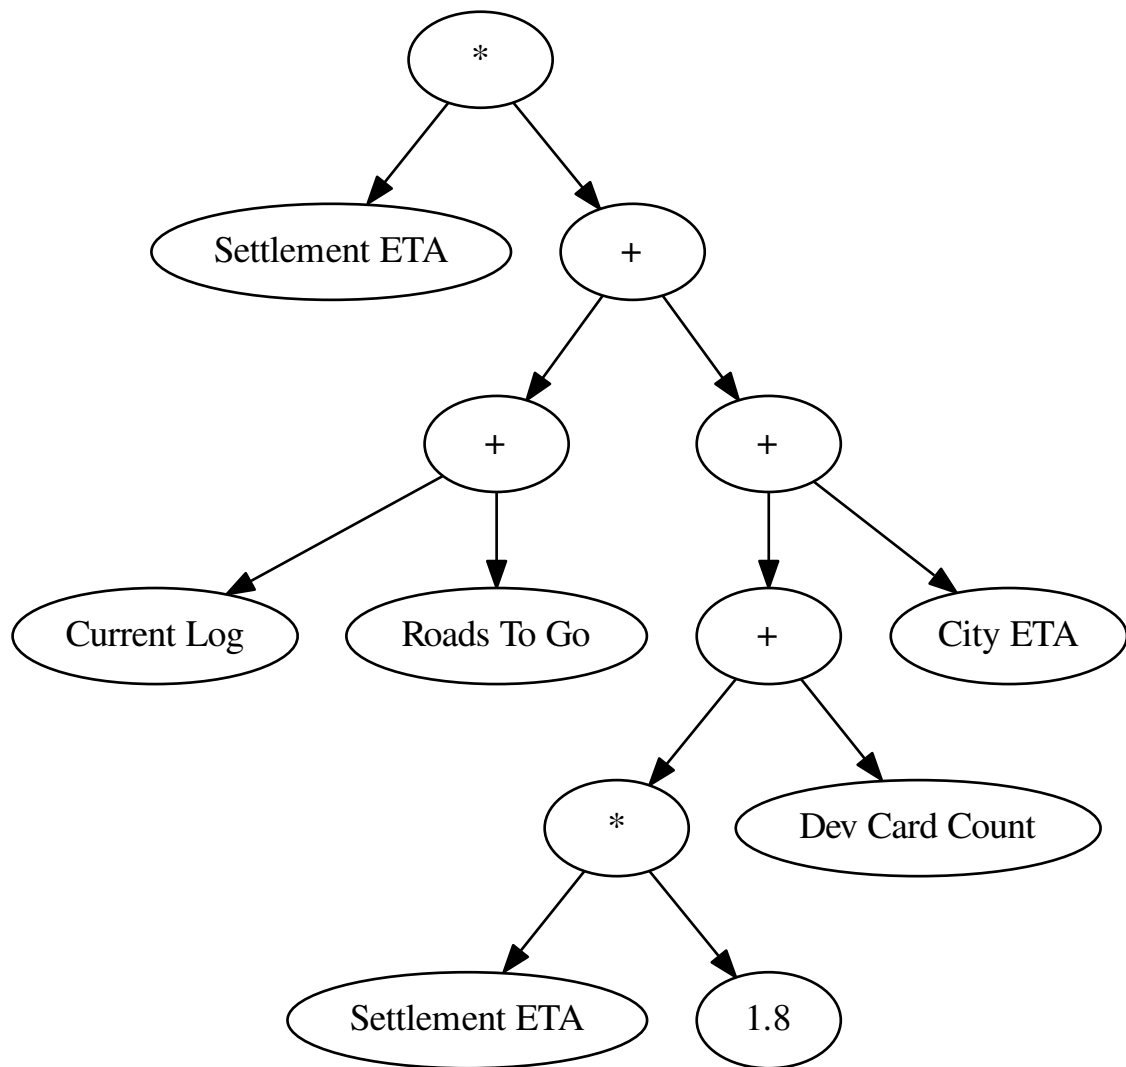 *
Settlement ETA
+
+
+
Current Log
Roads To Go
+
City ETA
*
Dev Card Count
Settlement ETA
1.8